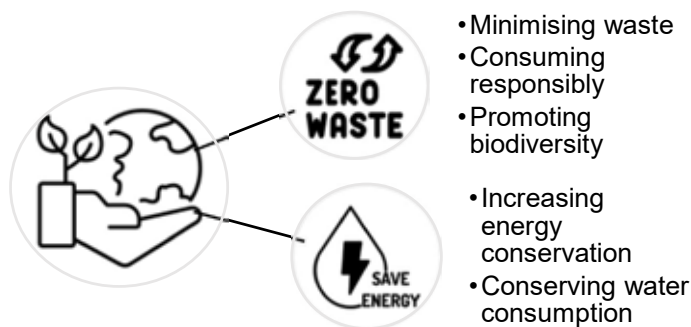 ZERO
WASTE
•Minimising waste
•Consuming
responsibly
•Promoting
biodiversity
SAVE
ENERGY
•Increasing
energy
conservation
•Conserving water
consumption